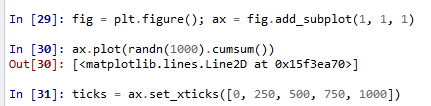 In [29]: fig = plt.figure(); ax = fig.add_subplot(1, 1, 1)
In [30]: ax.plot(randn(1000).cumsum())
Out[30]: [<matplotlib.lines.Line2D at 0x15f3ea70>]
In [31]: ticks = ax.set_xticks([0, 250, 500, 750, 1000])